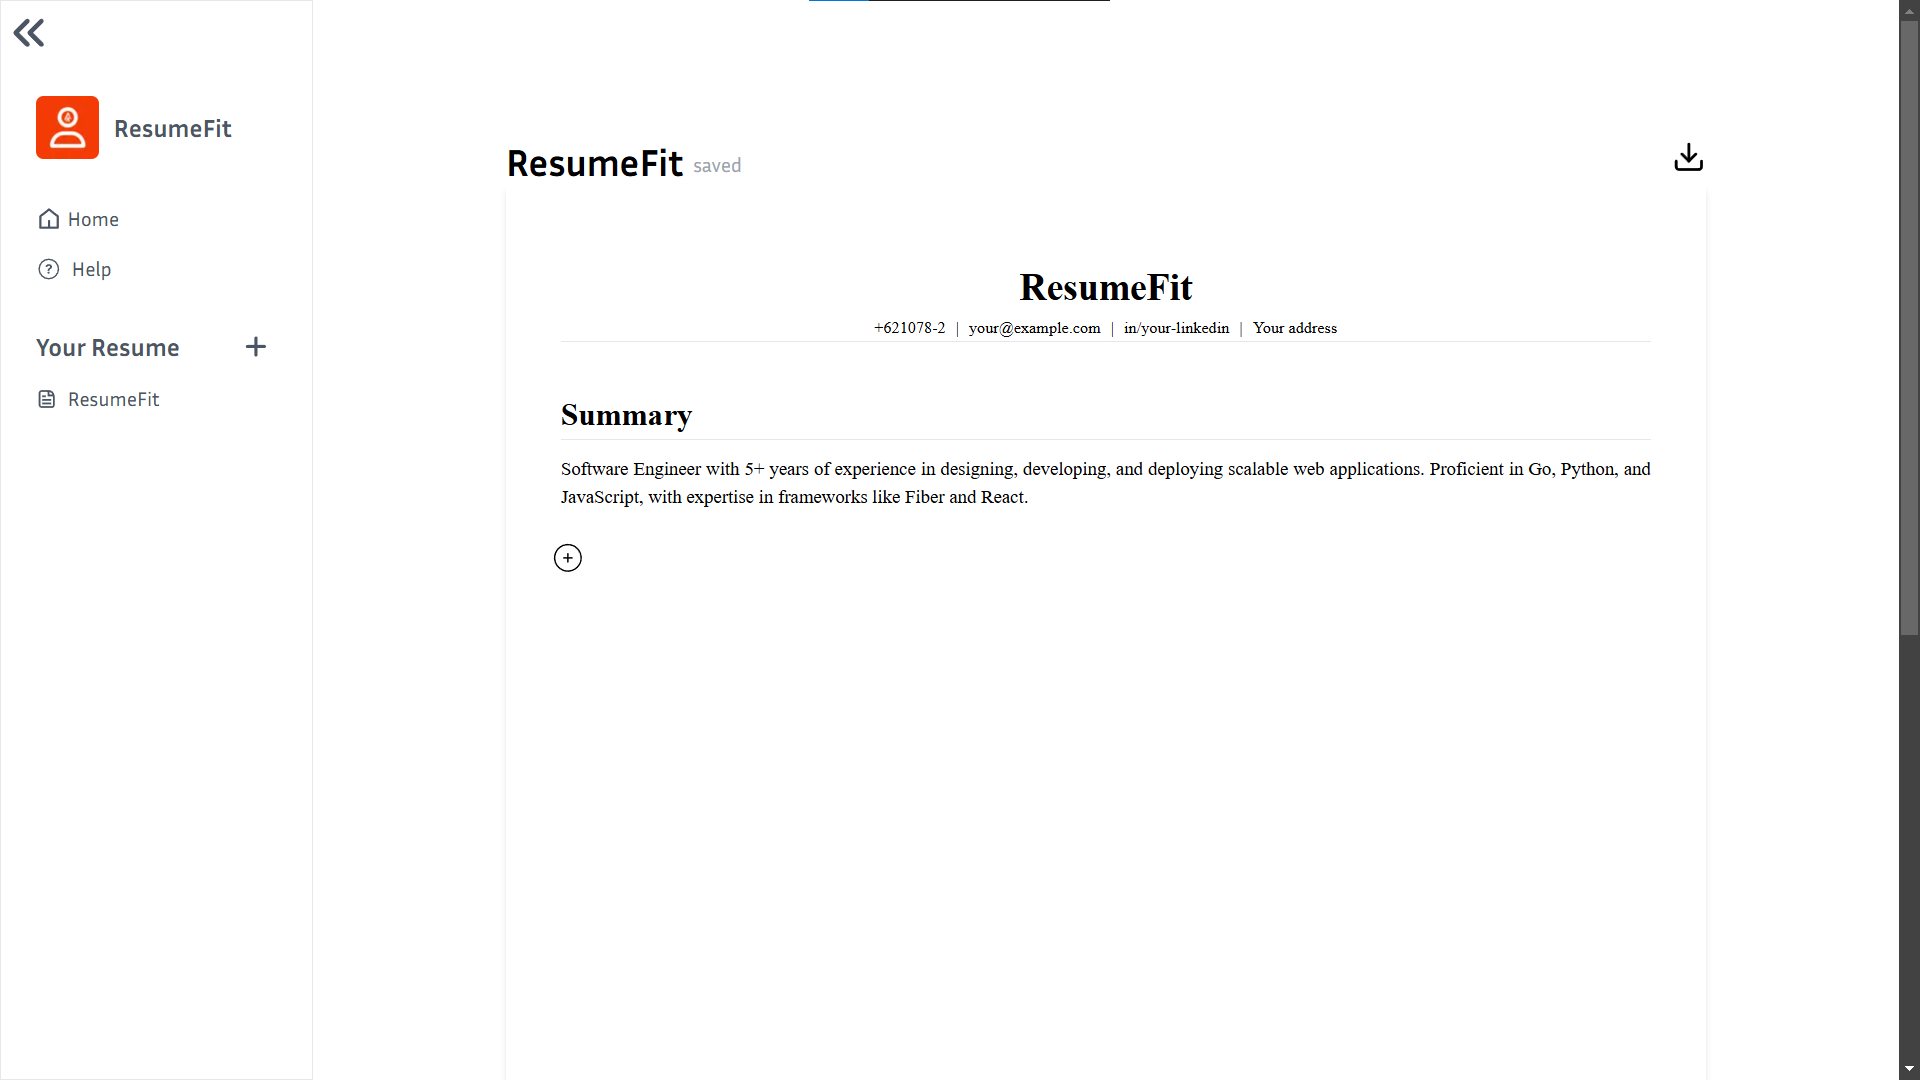 ResumeFit
Home
Help
Your Resume
ResumeFit
ResumeFit saved
ResumeFit
+621078-2 | your@example.com | in/your-linkedin | Your address
Summary
Software Engineer with 5+ years of experience in designing, developing, and deploying scalable web applications. Proficient in Go, Python, and
JavaScript, with expertise in frameworks like Fiber and React.